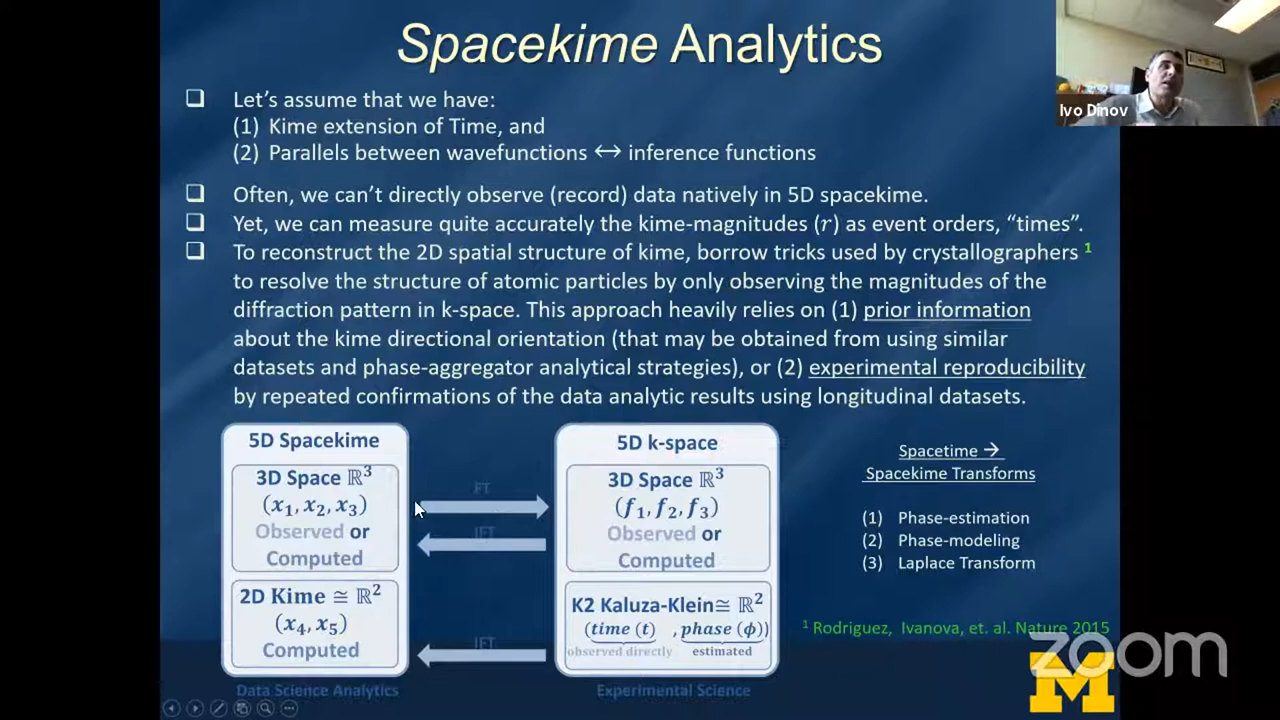 Spacekime Analytics
Ivo Dinov
❑ Let's assume that we have:
(1) Kime extension of Time, and
(2) Parallels between wavefunctions ↔ inference functions
❑ Often, we can't directly observe (record) data natively in 5D spacekime.
❑ Yet, we can measure quite accurately the kime-magnitudes (r) as event orders, “times”.
❑ To reconstruct the 2D spatial structure of kime, borrow tricks used by crystallographers ¹
to resolve the structure of atomic particles by only observing the magnitudes of the
diffraction pattern in k-space. This approach heavily relies on (1) prior information
about the kime directional orientation (that may be obtained from using similar
datasets and phase-aggregator analytical strategies), or (2) experimental reproducibility
by repeated confirmations of the data analytic results using longitudinal datasets.
5D Spacekime
3D Space ℝ³
(x₁, x₂, x₃)
Observed or
Computed
2D Kime ≅ ℝ²
(x₄, x₅)
Computed
Data Science Analytics
FT
IFT
IFT
5D k-space
3D Space ℝ³
(f₁, f₂, f₃)
Observed or
Computed
K2 Kaluza-Klein≅ ℝ²
(time (t) , phase (ϕ))
observed directly estimated
Experimental Science
Spacetime →
Spacekime Transforms
(1) Phase-estimation
(2) Phase-modeling
(3) Laplace Transform
¹ Rodriguez, Ivanova, et. al. Nature 2015
zoom
M